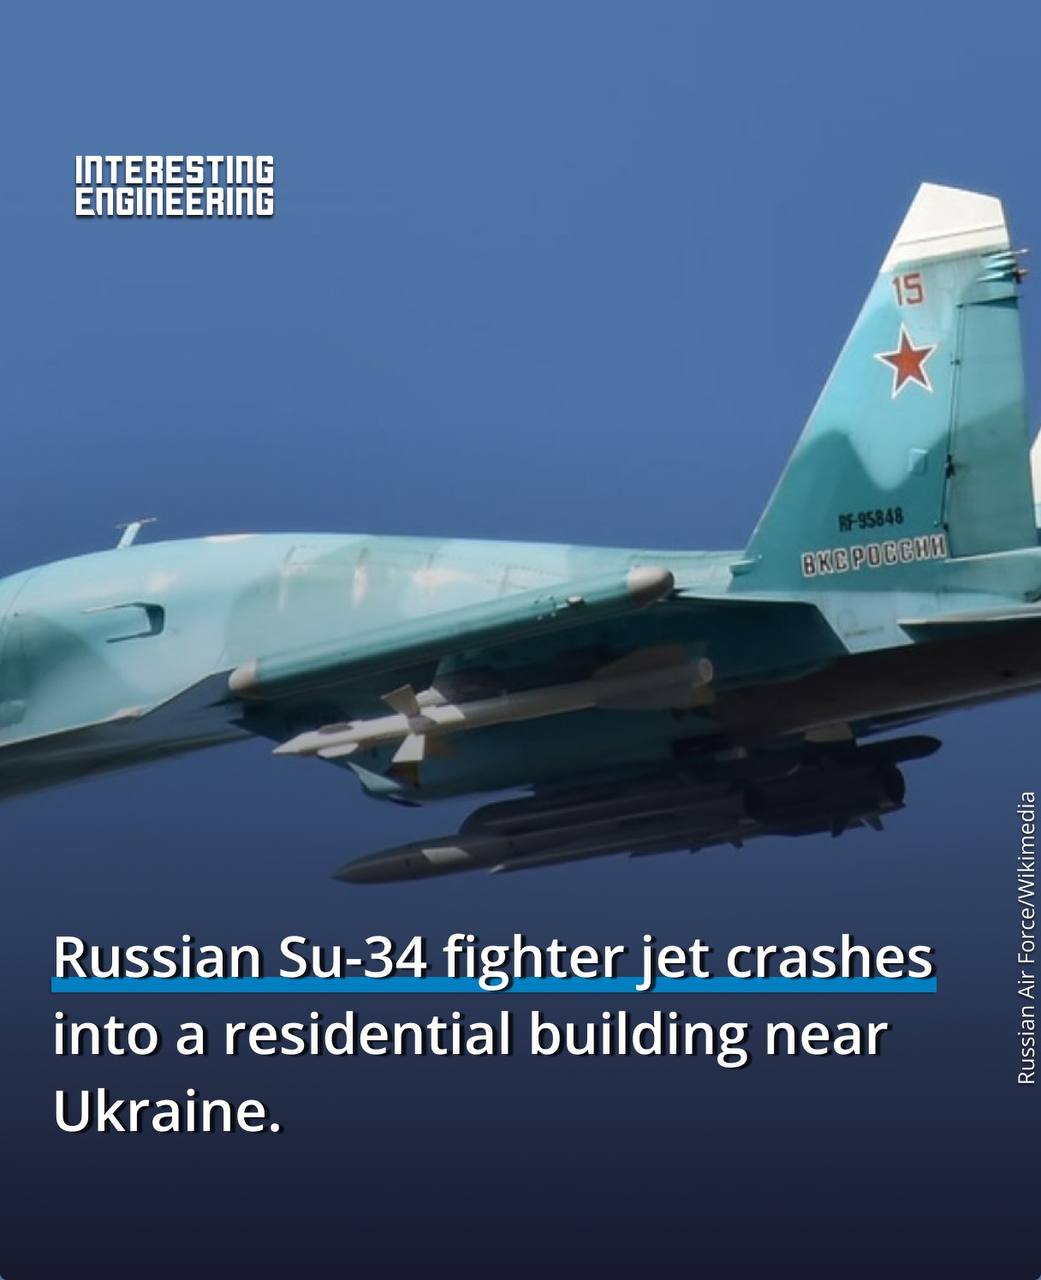 INTERESTING
ENGINEERING
15
RF-95848
ВКС РОССИИ
Russian Air Force/Wikimedia
Russian Su-34 fighter jet crashes
into a residential building near
Ukraine.